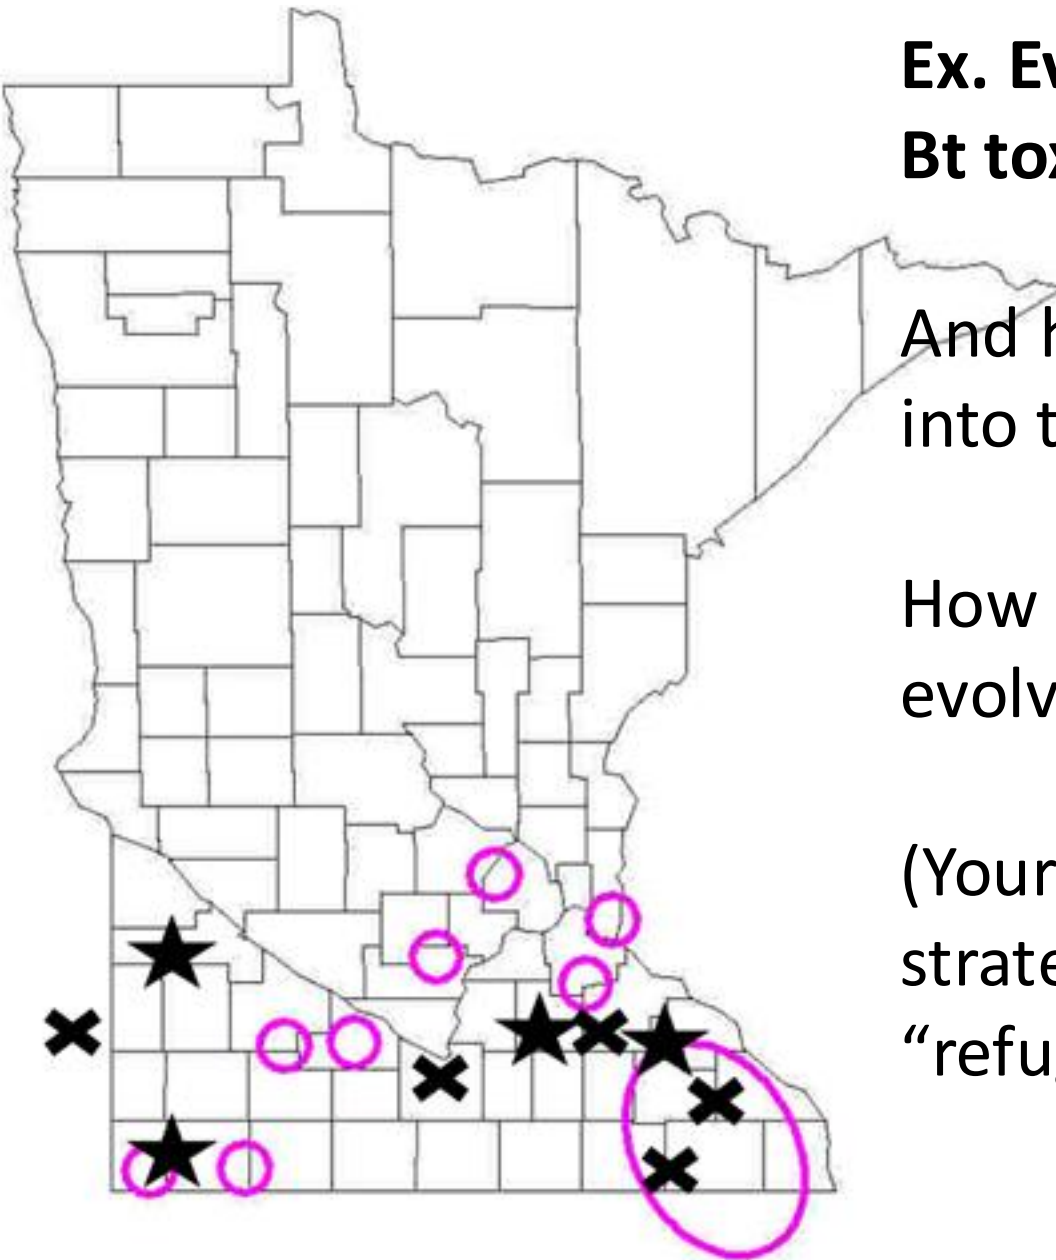 Ex. Ev
Bt tox
And h
into t
How
evolv
(Your
strate
“refu